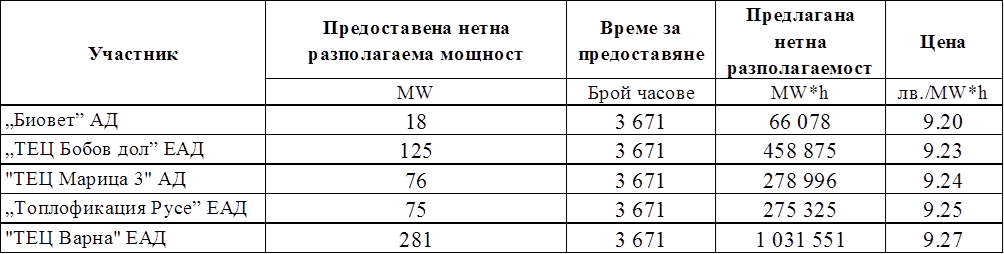 Участник Предоставена нетна разполагаема мощност Време за предоставяне Предлагана нетна разполагаемост Цена
MW Брой часове MW*h лв./MW*h
„Биовет” АД 18 3 671 66 078 9.20
„ТЕЦ Бобов дол” ЕАД 125 3 671 458 875 9.23
"ТЕЦ Марица 3" АД 76 3 671 278 996 9.24
„Топлофикация Русе” ЕАД 75 3 671 275 325 9.25
"ТЕЦ Варна" ЕАД 281 3 671 1 031 551 9.27